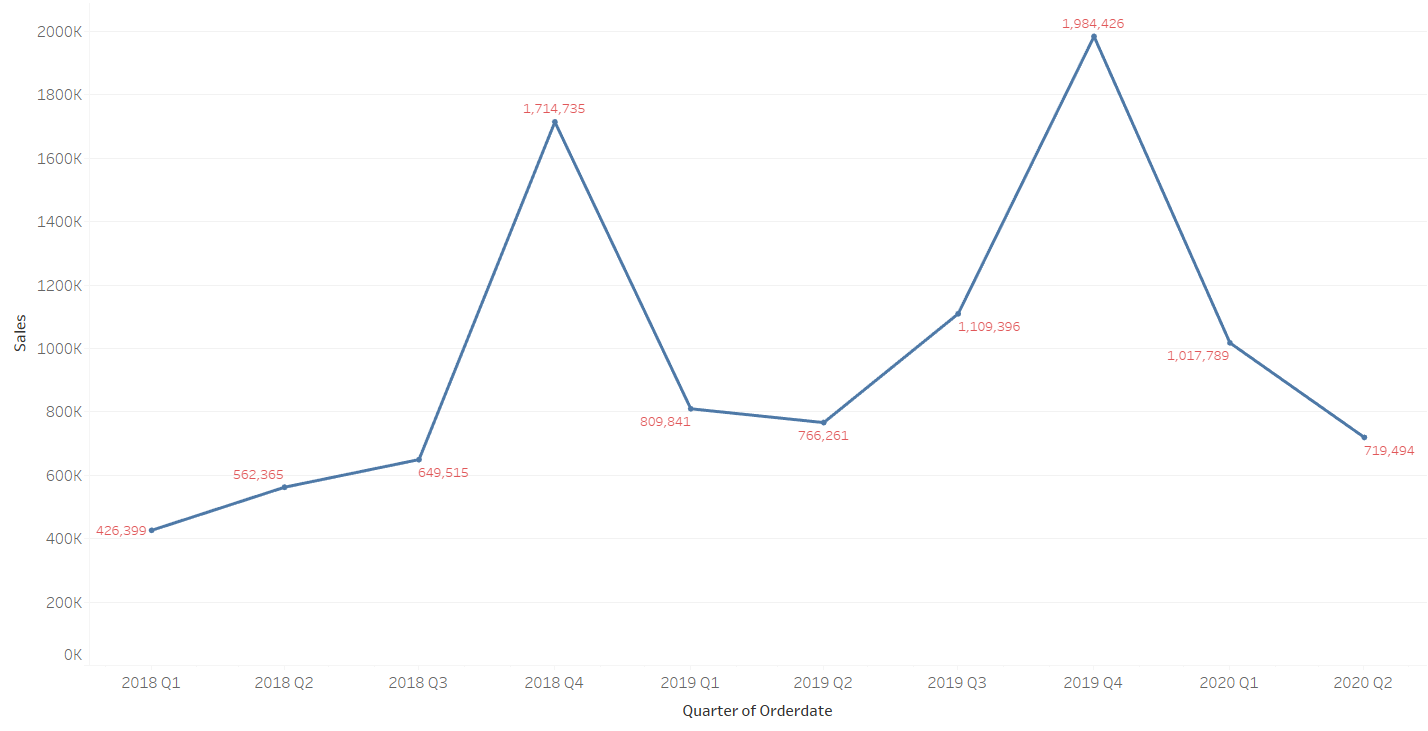 2000K
1800K
1600K
1400K
1200K
1000K
800K
600K
400K
200K
0K
Sales
426,399
562,365
649,515
1,714,735
809,841
766,261
1,109,396
1,984,426
1,017,789
719,494
2018 Q1 2018 Q2 2018 Q3 2018 Q4 2019 Q1 2019 Q2 2019 Q3 2019 Q4 2020 Q1 2020 Q2
Quarter of Orderdate